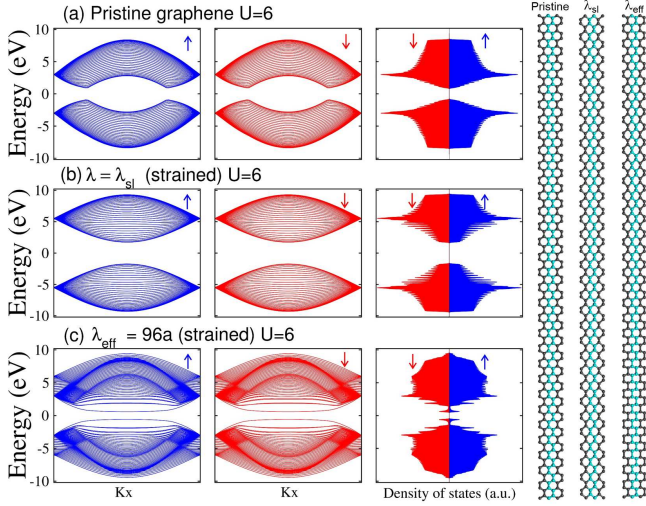 (a) Pristine graphene U=6
Pristine λsl λeff
Energy (eV)
10
5
0
-5
-10
(b) λ = λsl (strained) U=6
Energy (eV)
10
5
0
-5
-10
(c) λeff = 96a (strained) U=6
Energy (eV)
10
5
0
-5
-10
Kx Kx Density of states (a.u.)